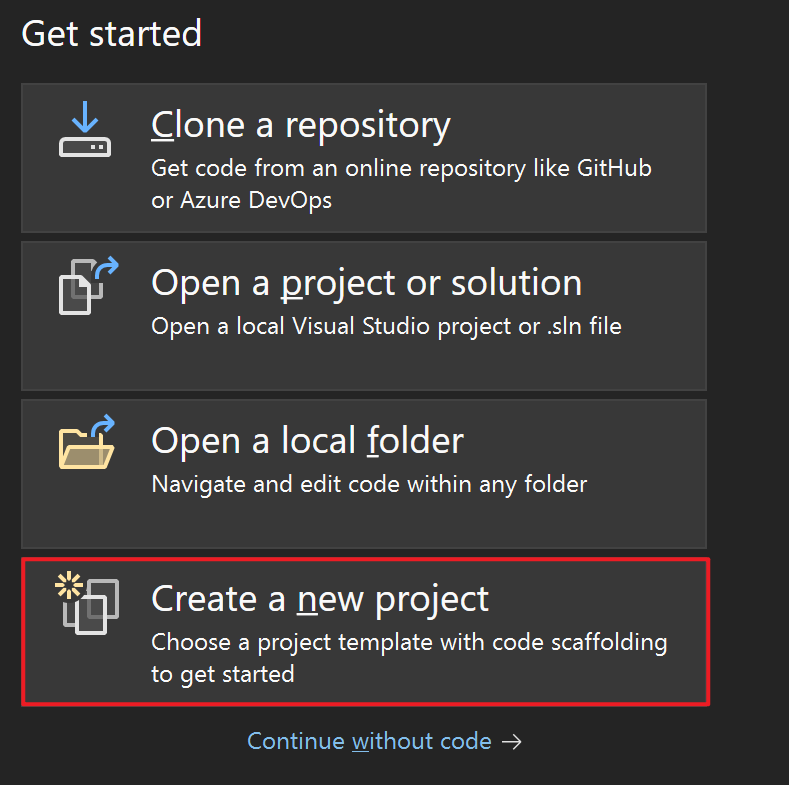 Get started
Clone a repository
Get code from an online repository like GitHub
or Azure DevOps
Open a project or solution
Open a local Visual Studio project or .sln file
Open a local folder
Navigate and edit code within any folder
Create a new project
Choose a project template with code scaffolding
to get started
Continue without code →